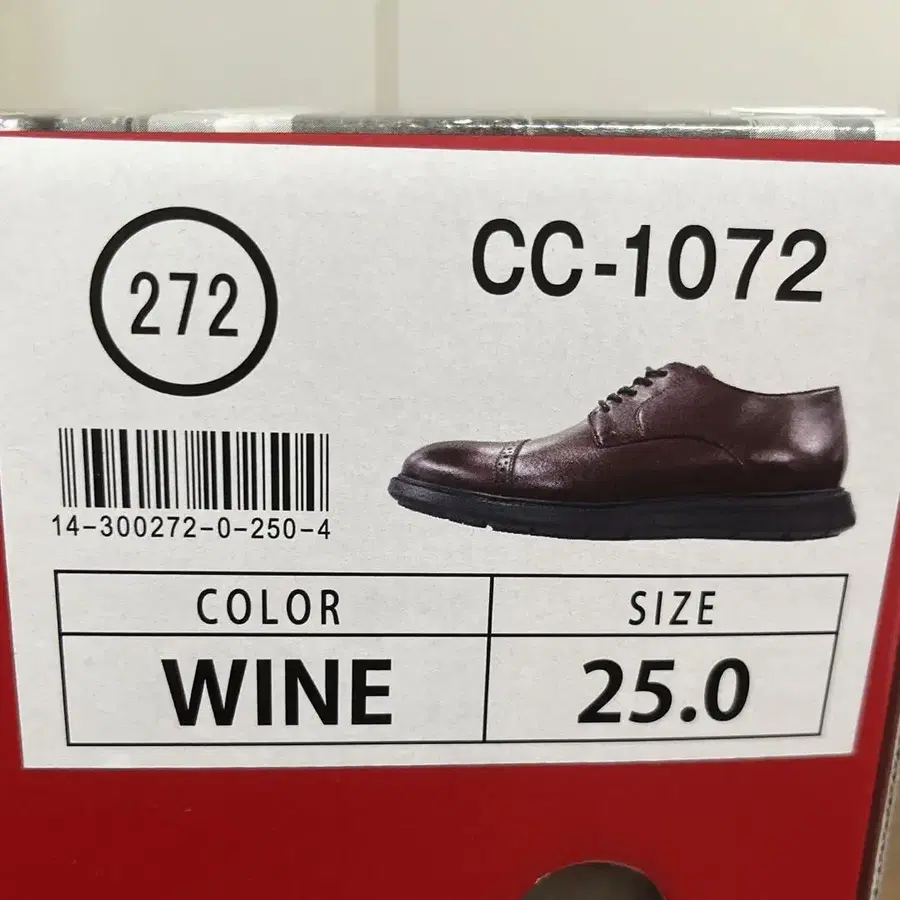 272
CC-1072
14-300272-0-250-4
COLOR
SIZE
WINE
25.0